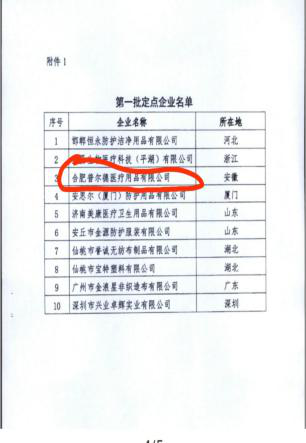 附件 1
第一批定点企业名单
序号 企业名称 所在地
1 邯郸恒永防护洁净用品有限公司 河北
2 医疗科技（平湖）有限公司 浙江
3 合肥普尔德医疗用品有限公司 安徽
4 安思尔（厦门）防护用品有限公司 厦门
5 济南美康医疗卫生用品有限公司 山东
6 安丘市金源防护服装有限公司 山东
7 仙桃市誉诚无纺布制品有限公司 湖北
8 仙桃市宝特塑料有限公司 湖北
9 广州市金浪星非织造布有限公司 广东
10 深圳市兴业卓辉实业有限公司 深圳